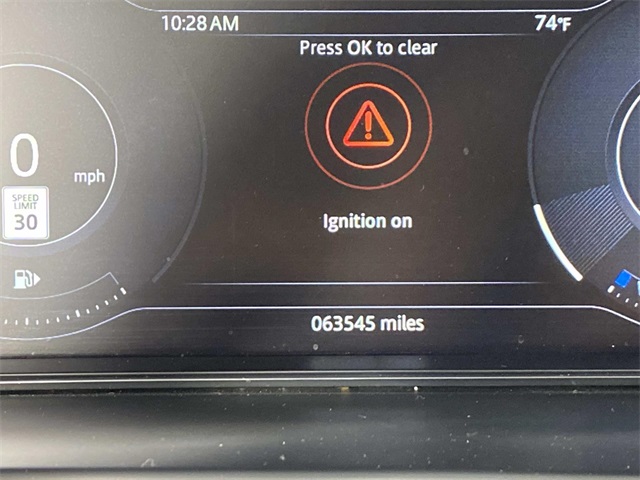 10:28 AM
74°F
Press OK to clear
0
mph
SPEED
LIMIT
30
Ignition on
063545 miles